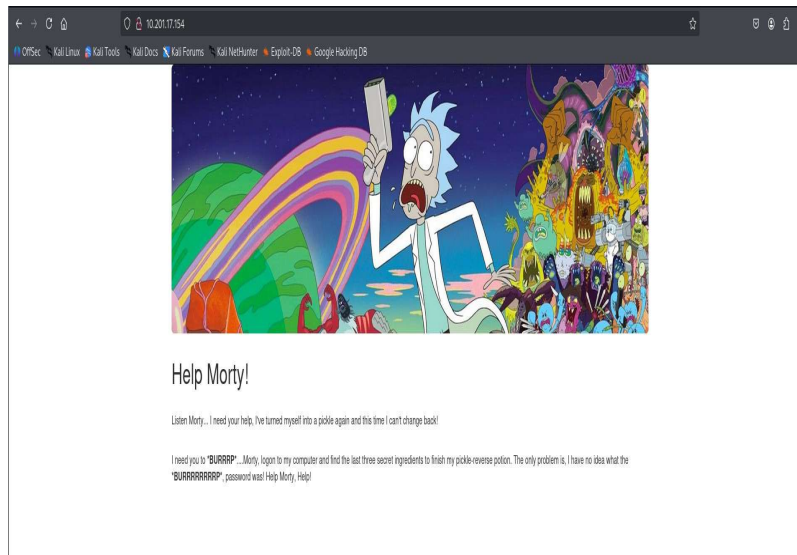 10.201.17.154
OffSec Kali Linux Kali Tools Kali Docs Kali Forums Kali NetHunter Exploit-DB Google Hacking DB
Help Morty!
Listen Morty... I need your help, I've turned myself into a pickle again and this time I can't change back!
I need you to *BURRRP*....Morty, logon to my computer and find the last three secret ingredients to finish my pickle-reverse potion. The only problem is, I have no idea what the
*BURRRRRRRRP*, password was! Help Morty, Help!